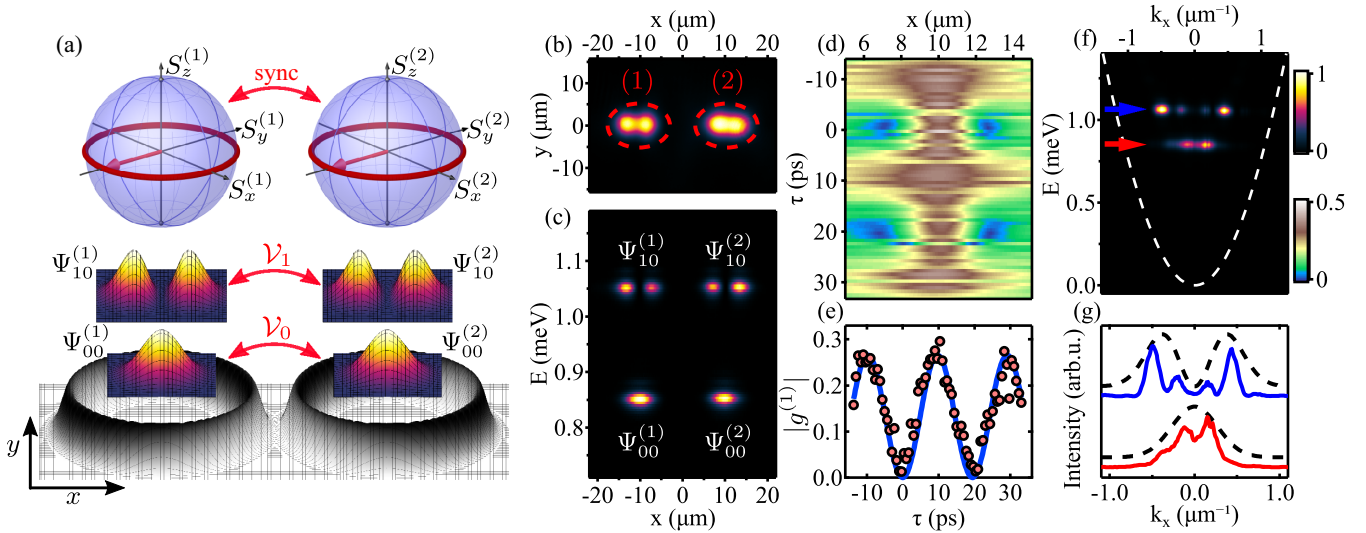 (a)
S_z^(1)
sync
S_z^(2)
S_y^(1)
S_y^(2)
S_x^(1)
S_x^(2)
Ψ_10^(1)
𝒱_1
Ψ_10^(2)
Ψ_00^(1)
𝒱_0
Ψ_00^(2)
y
x
(b)
x (μm)
-20 -10 0 10 20
(1) (2)
y (μm)
10
0
-10
(c)
Ψ_10^(1) Ψ_10^(2)
E (meV)
1.1
1.0
0.9
0.8
Ψ_00^(1) Ψ_00^(2)
-20 -10 0 10 20
x (μm)
(d)
x (μm)
6 8 10 12 14
τ (ps)
-10
0
10
20
30
(e)
|g^(1)|
0.3
0.2
0.1
0.0
-10 0 10 20 30
τ (ps)
(f)
k_x (μm⁻¹)
-1 0 1
E (meV)
1.0
0.5
0.0
1
0
0.5
0
(g)
Intensity (arb.u.)
-1.0 0.0 1.0
k_x (μm⁻¹)